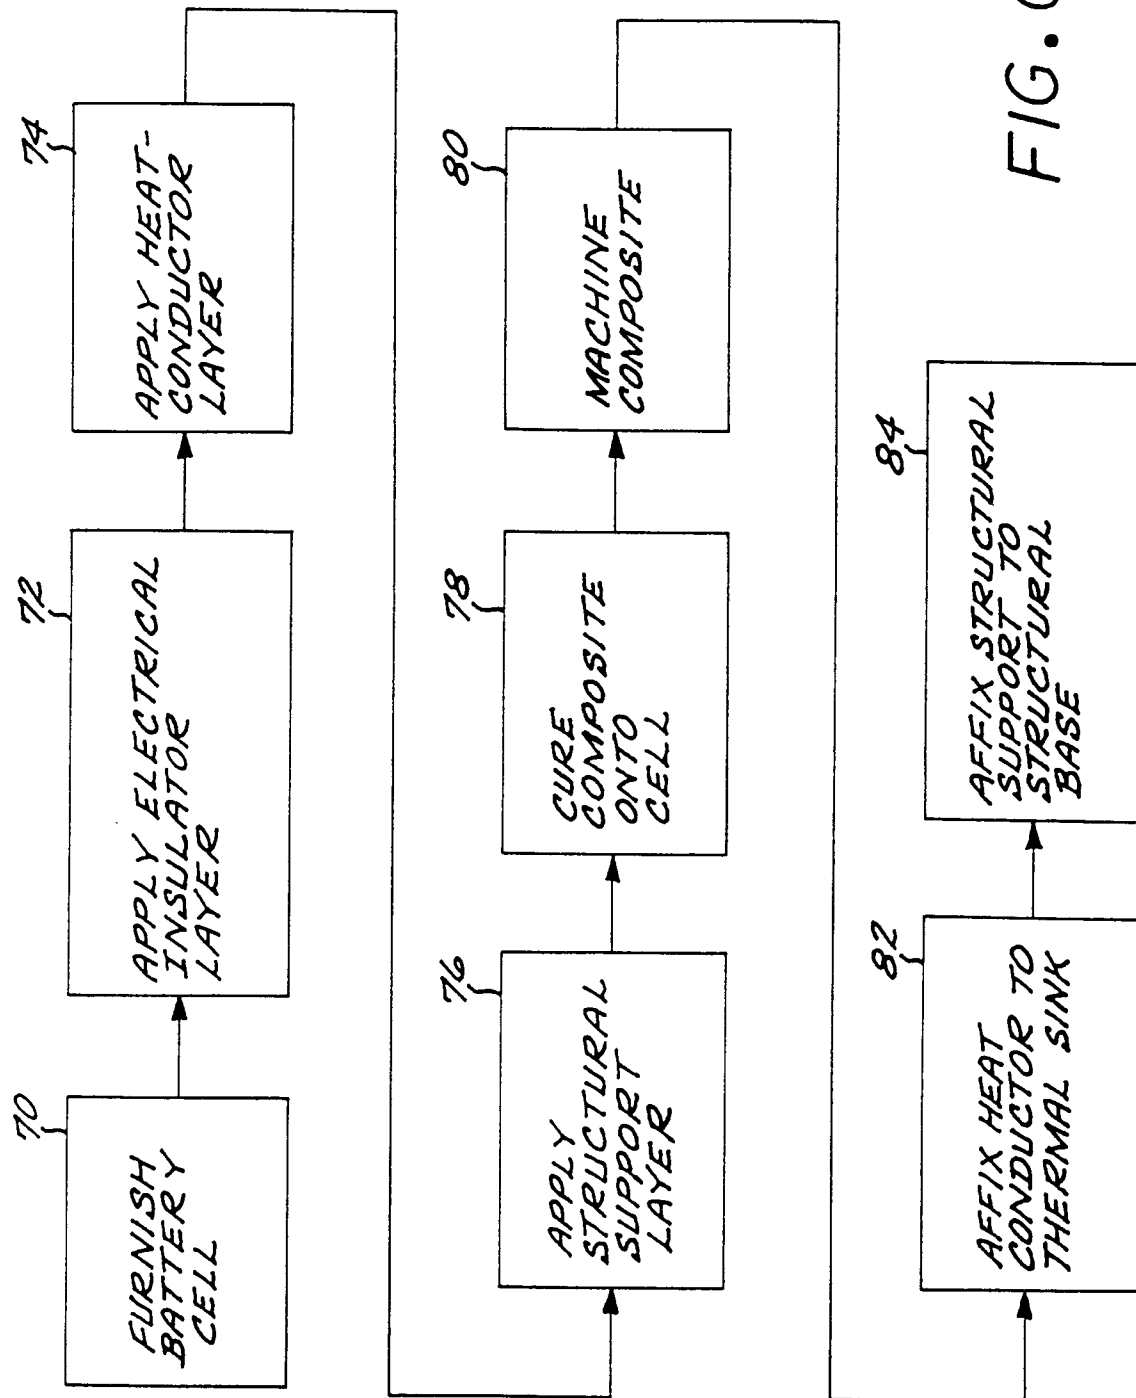 70
FURNISH
BATTERY
CELL
72
APPLY ELECTRICAL
INSULATOR
LAYER
74
APPLY HEAT-
CONDUCTOR
LAYER
76
APPLY
STRUCTURAL
SUPPORT
LAYER
78
CURE
COMPOSITE
ONTO
CELL
80
MACHINE
COMPOSITE
82
AFFIX HEAT
CONDUCTOR TO
THERMAL SINK
84
AFFIX STRUCTURAL
SUPPORT TO
STRUCTURAL
BASE
FIG.